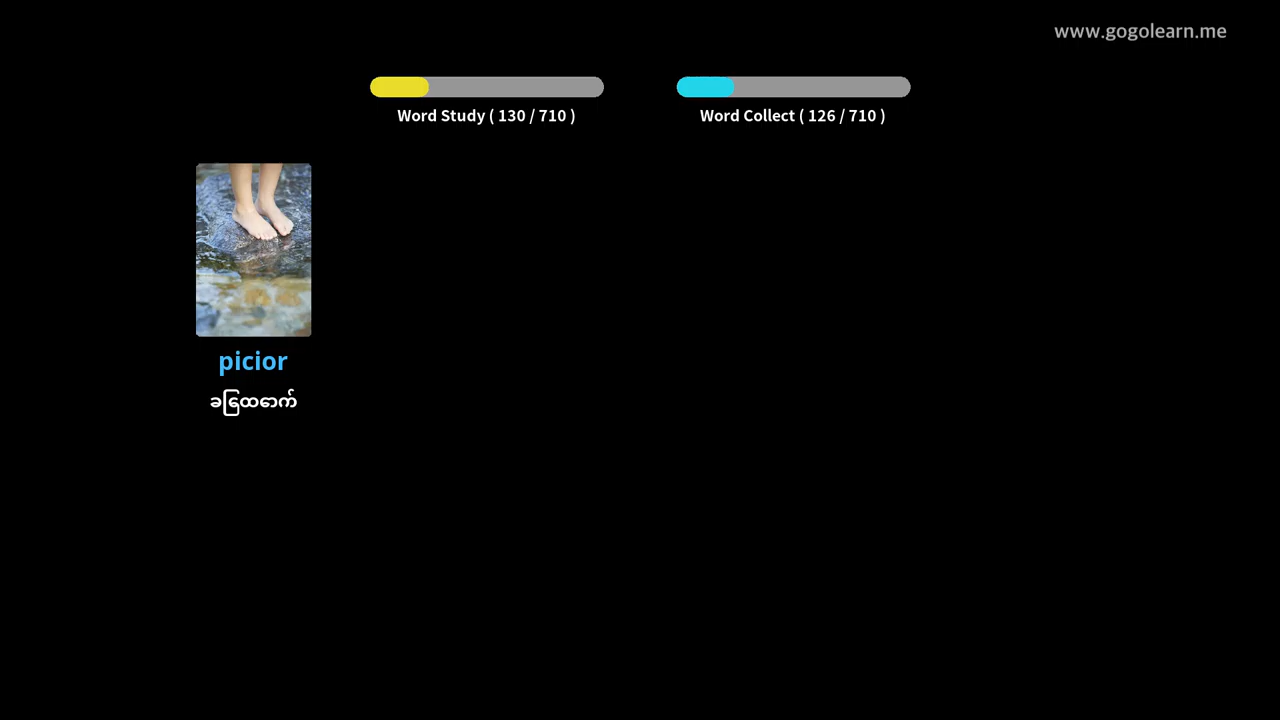 www.gogolearn.me
Word Study ( 130 / 710 )
Word Collect ( 126 / 710 )
picior
ခြေထောက်